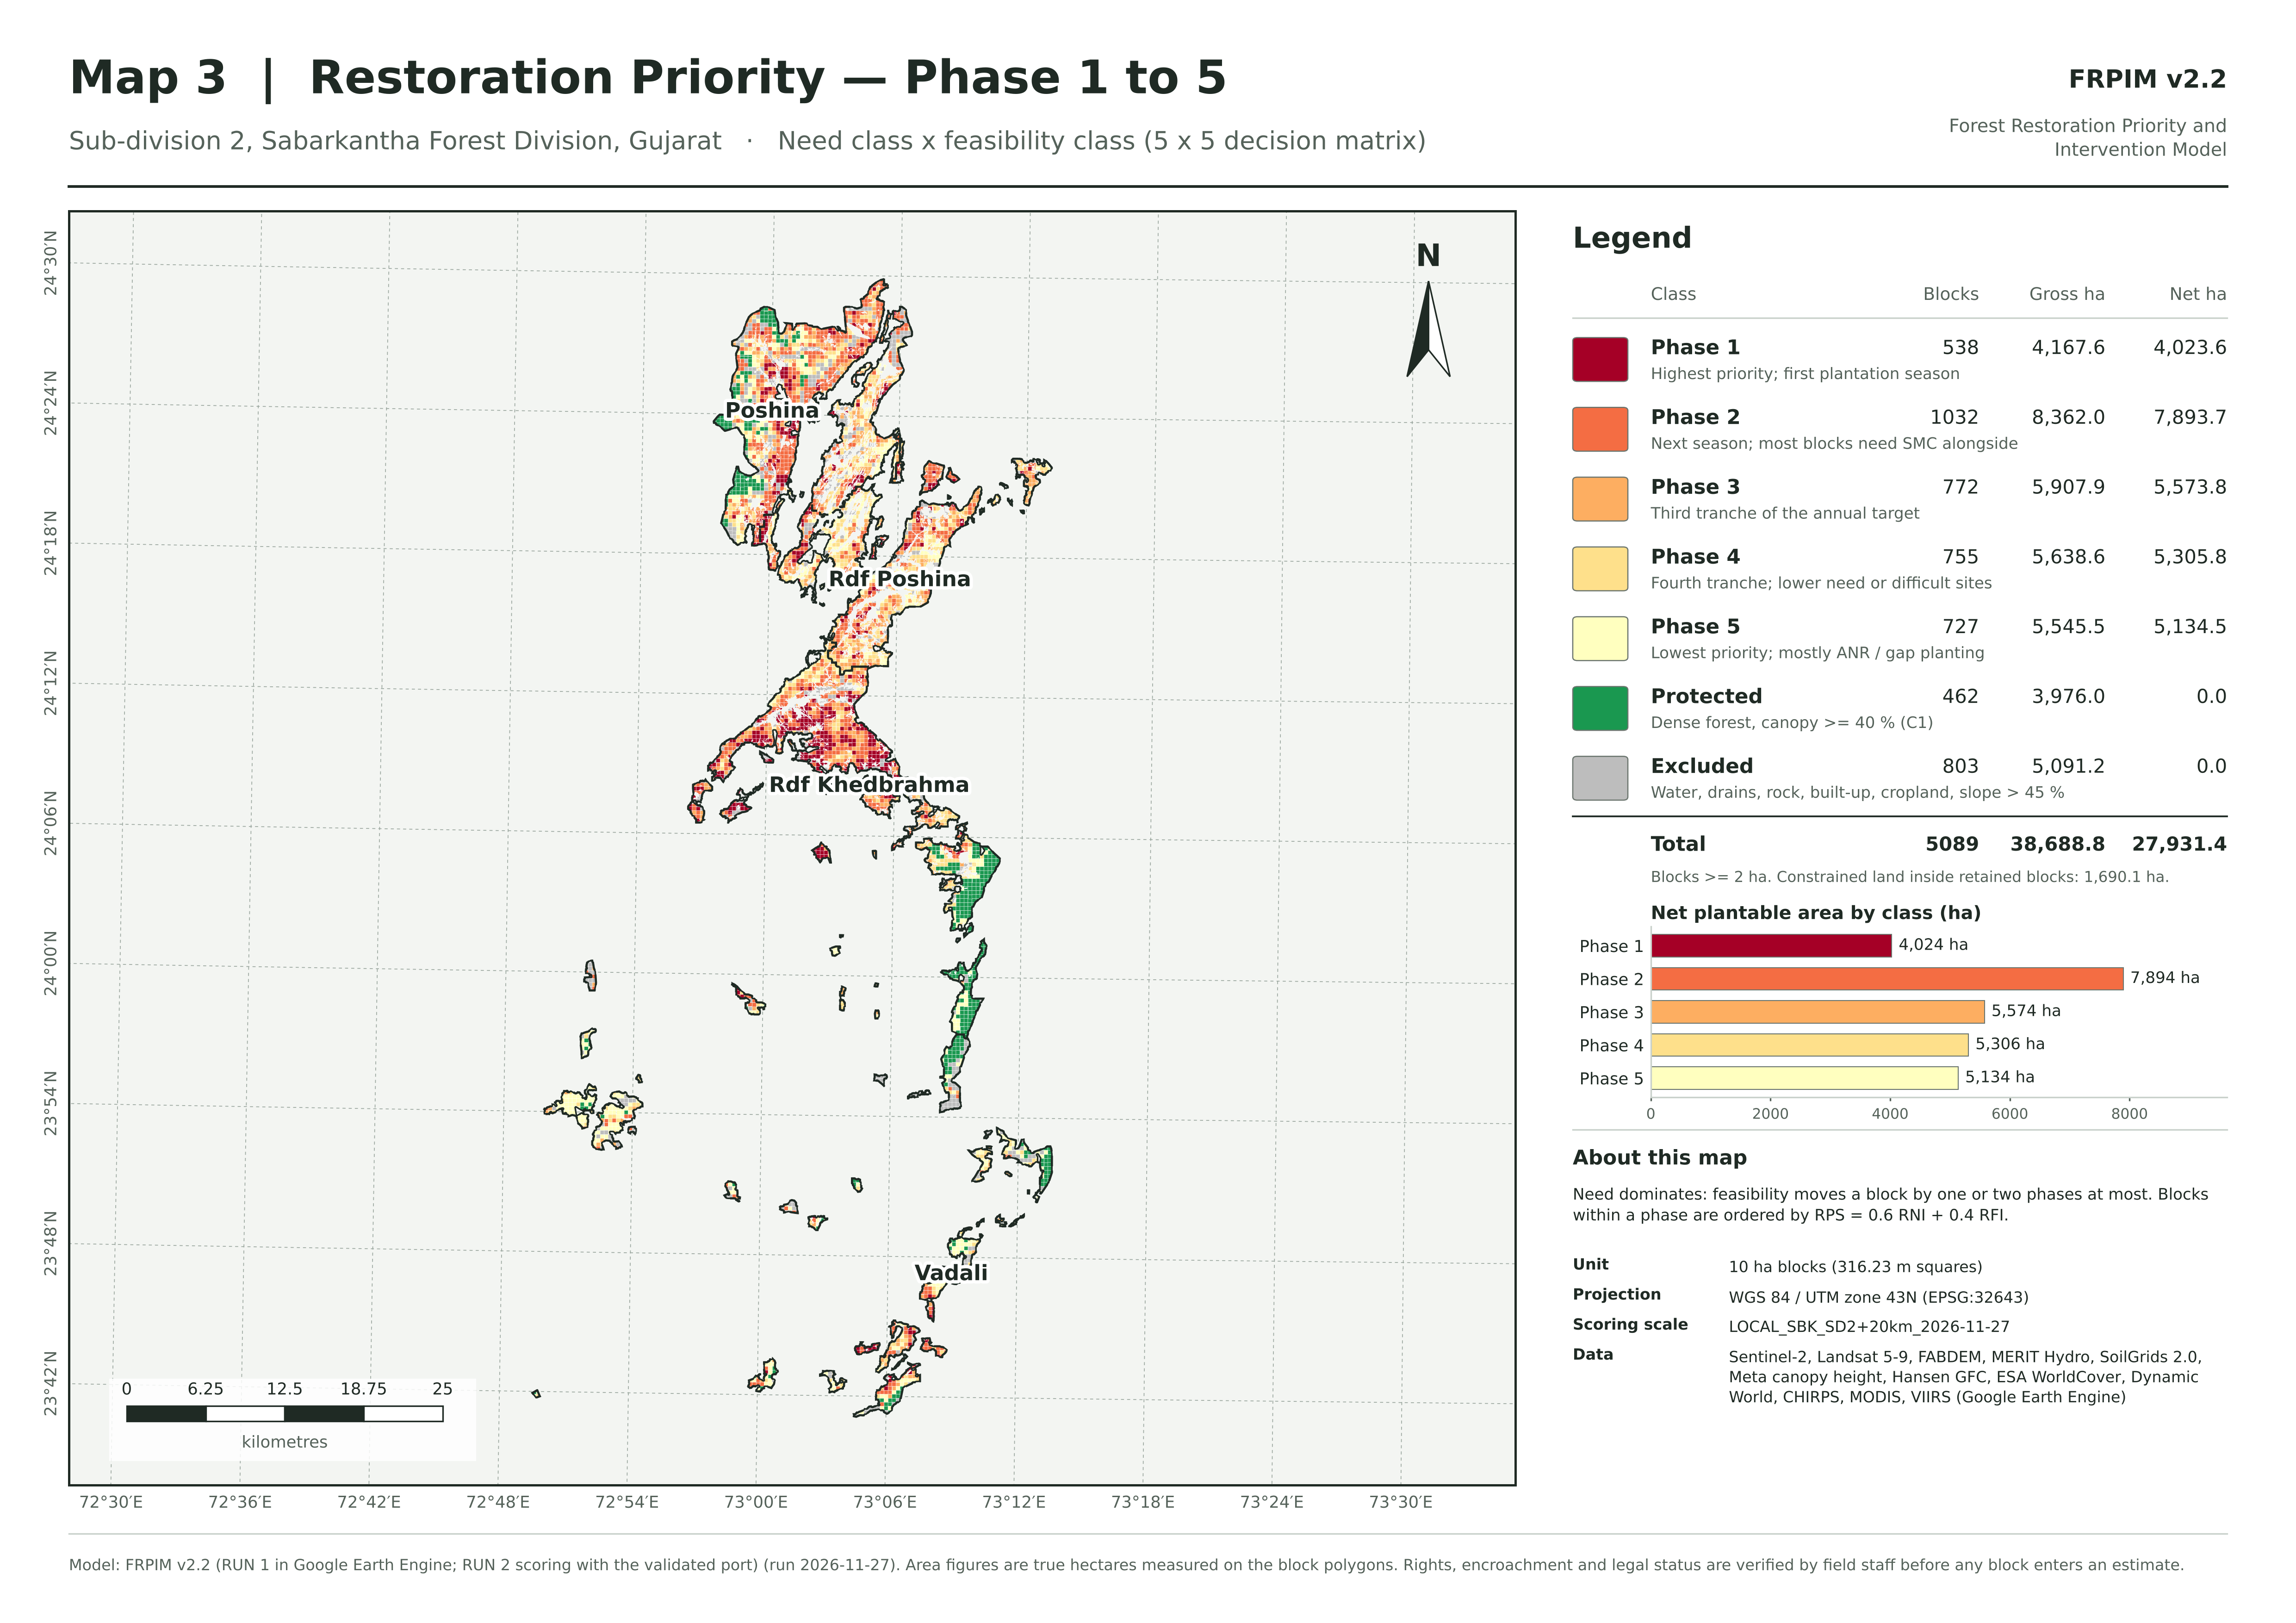 Map 3 | Restoration Priority — Phase 1 to 5
FRPIM v2.2
Sub-division 2, Sabarkantha Forest Division, Gujarat · Need class x feasibility class (5 x 5 decision matrix)
Forest Restoration Priority and
Intervention Model
24°30′N
24°24′N
24°18′N
24°12′N
24°06′N
24°00′N
23°54′N
23°48′N
23°42′N
N
Poshina
Rdf Poshina
Rdf Khedbrahma
Vadali
0 6.25 12.5 18.75 25
kilometres
72°30′E 72°36′E 72°42′E 72°48′E 72°54′E 73°00′E 73°06′E 73°12′E 73°18′E 73°24′E 73°30′E
Legend
Class Blocks Gross ha Net ha
Phase 1 538 4,167.6 4,023.6
Highest priority; first plantation season
Phase 2 1032 8,362.0 7,893.7
Next season; most blocks need SMC alongside
Phase 3 772 5,907.9 5,573.8
Third tranche of the annual target
Phase 4 755 5,638.6 5,305.8
Fourth tranche; lower need or difficult sites
Phase 5 727 5,545.5 5,134.5
Lowest priority; mostly ANR / gap planting
Protected 462 3,976.0 0.0
Dense forest, canopy >= 40 % (C1)
Excluded 803 5,091.2 0.0
Water, drains, rock, built-up, cropland, slope > 45 %
Total 5089 38,688.8 27,931.4
Blocks >= 2 ha. Constrained land inside retained blocks: 1,690.1 ha.
Net plantable area by class (ha)
Phase 1 4,024 ha
Phase 2 7,894 ha
Phase 3 5,574 ha
Phase 4 5,306 ha
Phase 5 5,134 ha
0 2000 4000 6000 8000
About this map
Need dominates: feasibility moves a block by one or two phases at most. Blocks
within a phase are ordered by RPS = 0.6 RNI + 0.4 RFI.
Unit 10 ha blocks (316.23 m squares)
Projection WGS 84 / UTM zone 43N (EPSG:32643)
Scoring scale LOCAL_SBK_SD2+20km_2026-11-27
Data Sentinel-2, Landsat 5-9, FABDEM, MERIT Hydro, SoilGrids 2.0,
Meta canopy height, Hansen GFC, ESA WorldCover, Dynamic
World, CHIRPS, MODIS, VIIRS (Google Earth Engine)
Model: FRPIM v2.2 (RUN 1 in Google Earth Engine; RUN 2 scoring with the validated port) (run 2026-11-27). Area figures are true hectares measured on the block polygons. Rights, encroachment and legal status are verified by field staff before any block enters an estimate.